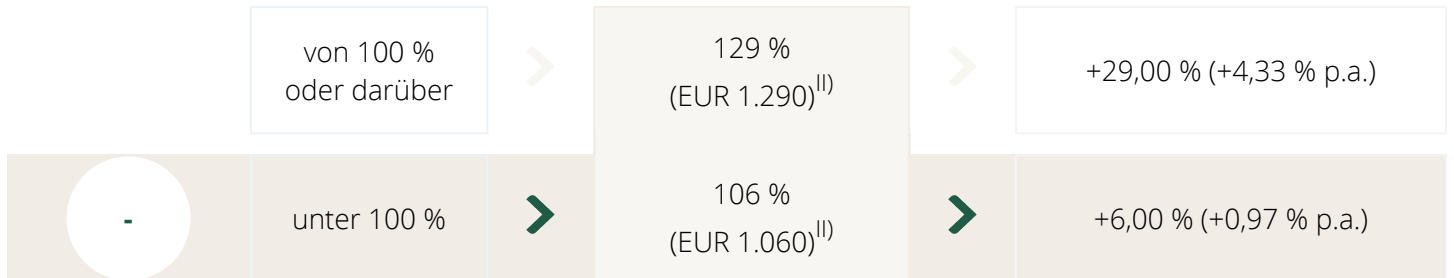 von 100 %
oder darüber
129 %
(EUR 1.290)II)
+29,00 % (+4,33 % p.a.)
-
unter 100 %
106 %
(EUR 1.060)II)
+6,00 % (+0,97 % p.a.)